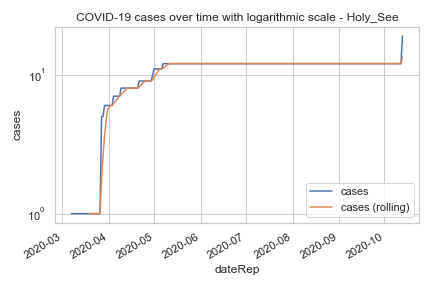 COVID-19 cases over time with logarithmic scale - Holy_See
10¹
10⁰
cases
cases
cases (rolling)
2020-03
2020-04
2020-05
2020-06
2020-07
2020-08
2020-09
2020-10
dateRep